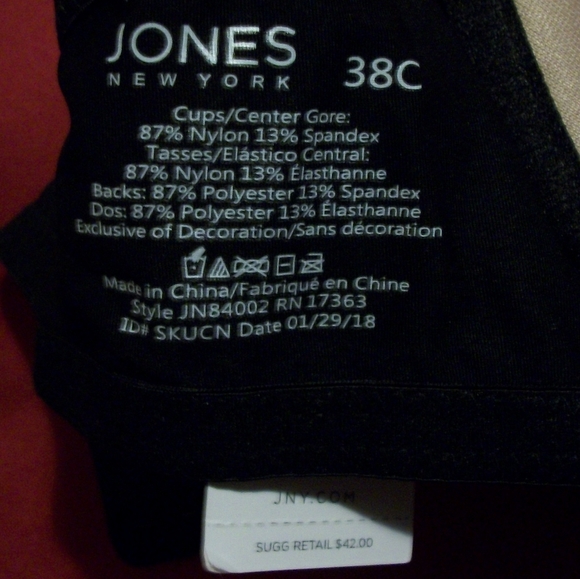 JONES
NEW YORK
38C
Cups/Center Gore:
87% Nylon 13% Spandex
Tasses/Elástico Central:
87% Nylon 13% Élasthanne
Backs: 87% Polyester 13% Spandex
Dos: 87% Polyester 13% Élasthanne
Exclusive of Decoration/Sans décoration
Made in China/Fabriqué en Chine
Style JN84002 RN 17363
ID# SKUCN Date 01/29/18
JNY.COM
SUGG RETAIL $42.00